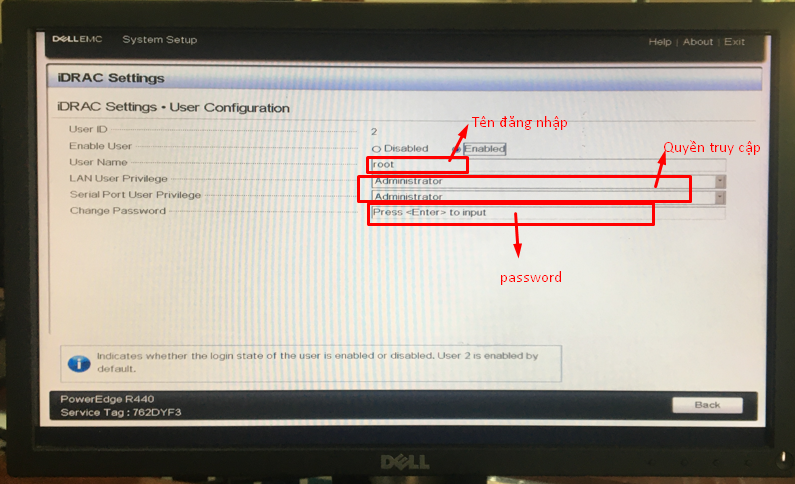 DELLEMC System Setup
Help | About | Exit
iDRAC Settings
iDRAC Settings • User Configuration
User ID 2
Enable User Disabled Enabled
User Name root
LAN User Privilege Administrator
Serial Port User Privilege Administrator
Change Password Press <Enter> to input
Tên đăng nhập
Quyền truy cập
password
Indicates whether the login state of the user is enabled or disabled. User 2 is enabled by
default.
PowerEdge R440
Service Tag : 762DYF3
Back
DELL